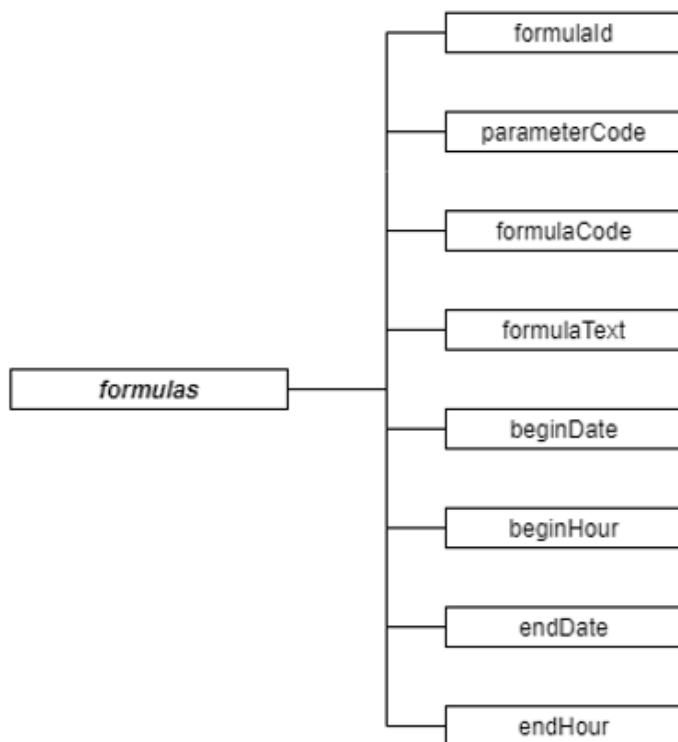 formulaId
parameterCode
formulaCode
formulaText
formulas
beginDate
beginHour
endDate
endHour